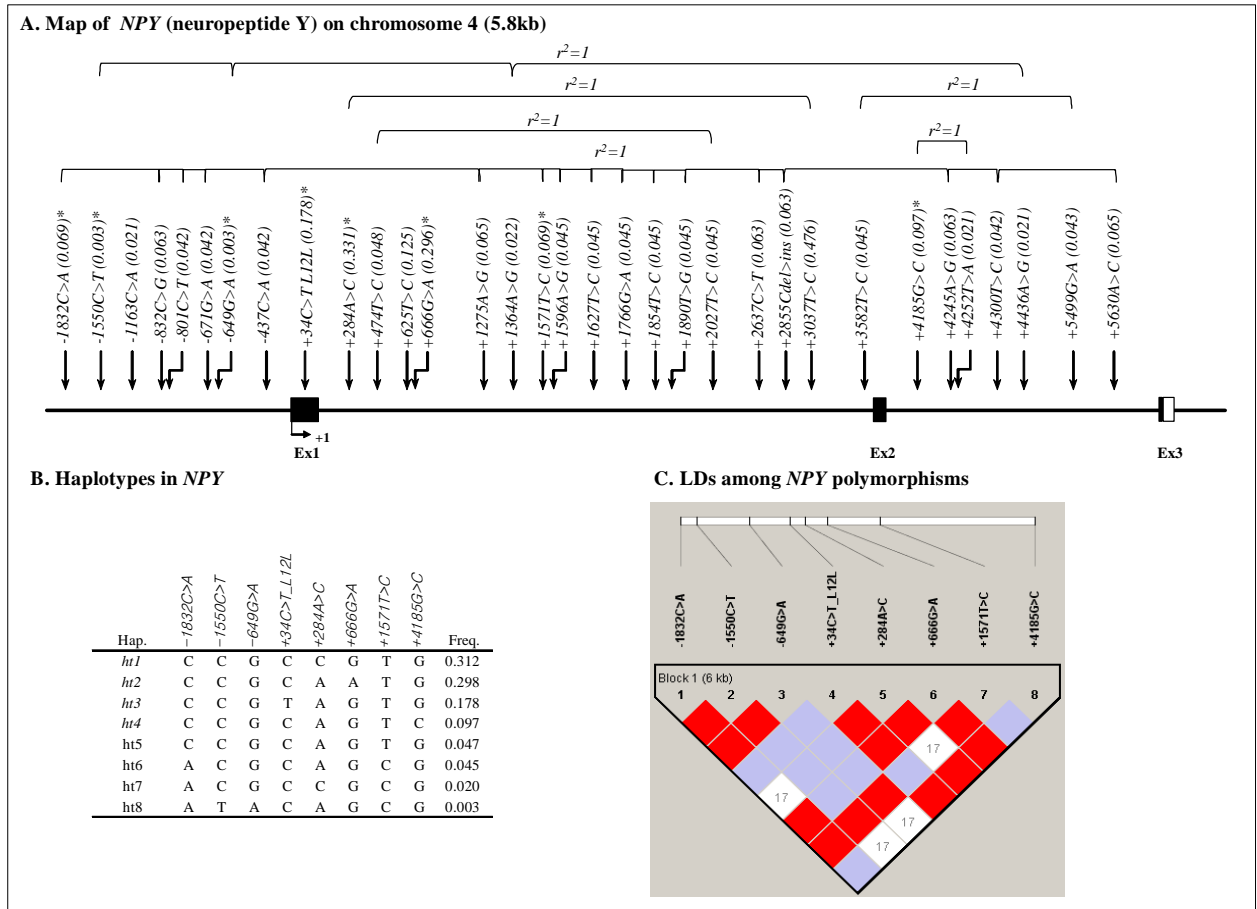 A. Map of NPY (neuropeptide Y) on chromosome 4 (5.8kb)
r²=1
r²=1
r²=1
r²=1
r²=1
r²=1
-1832C>A (0.069)*
-1550C>T (0.003)*
-1163C>A (0.021)
-832C>G (0.063)
-801C>T (0.042)
-671G>A (0.042)
-649G>A (0.003)*
-437C>A (0.042)
+34C>T L12L (0.178)*
+284A>C (0.331)*
+474T>C (0.048)
+625T>C (0.125)
+666G>A (0.296)*
+1275A>G (0.065)
+1364A>G (0.022)
+1571T>C (0.069)*
+1596A>G (0.045)
+1627T>C (0.045)
+1766G>A (0.045)
+1854T>C (0.045)
+1890T>G (0.045)
+2027T>C (0.045)
+2637C>T (0.063)
+2855Cdel>ins (0.063)
+3037T>C (0.476)
+3582T>C (0.045)
+4185G>C (0.097)*
+4245A>G (0.063)
+4252T>A (0.021)
+4300T>C (0.042)
+4436A>G (0.021)
+5499G>A (0.043)
+5630A>C (0.065)
+1
Ex1 Ex2 Ex3
B. Haplotypes in NPY
Hap. -1832C>A -1550C>T -649G>A +34C>T_L12L +284A>C +666G>A +1571T>C +4185G>C Freq.
ht1 C C G C C G T G 0.312
ht2 C C G C A A T G 0.298
ht3 C C G T A G T G 0.178
ht4 C C G C A G T C 0.097
ht5 C C G C A G T G 0.047
ht6 A C G C A G C G 0.045
ht7 A C G C C G C G 0.020
ht8 A T A C A G C G 0.003
C. LDs among NPY polymorphisms
-1832C>A
-1550C>T
-649G>A
+34C>T_L12L
+284A>C
+666G>A
+1571T>C
+4185G>C
Block 1 (6 kb)
1 2 3 4 5 6 7 8
17
17
17
17